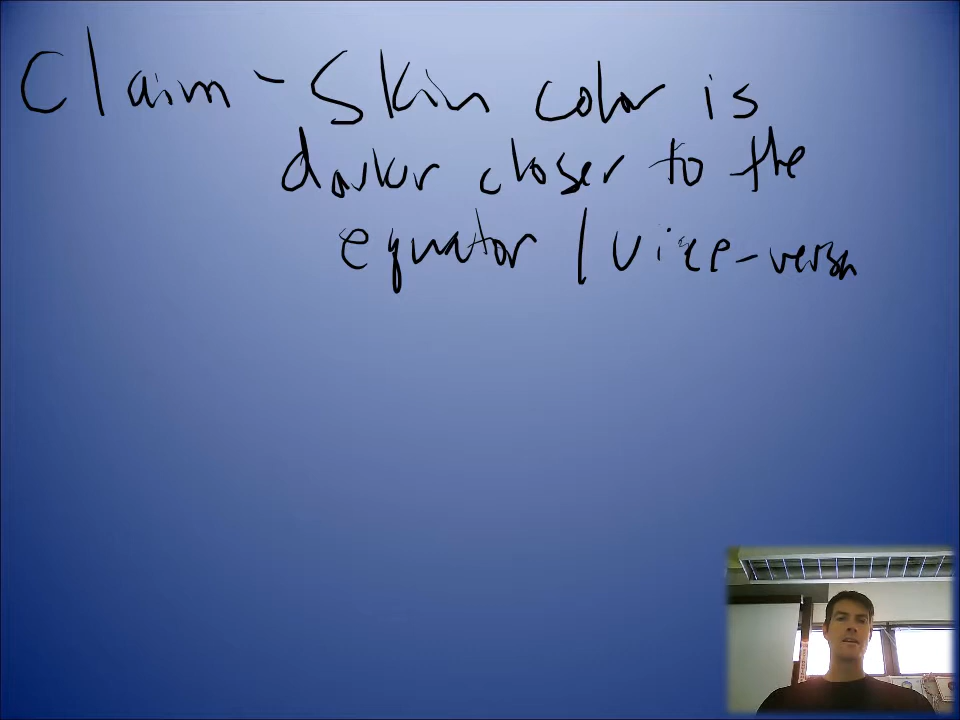 Claim - Skin color is
darker closer to the
equator / vice-versa